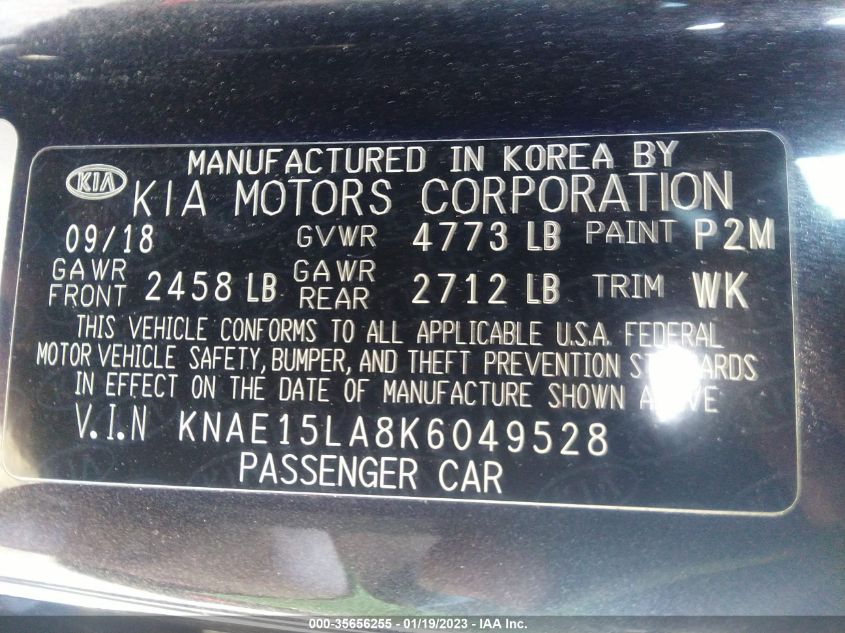 MANUFACTURED IN KOREA BY
KIA KIA MOTORS CORPORATION
09/18 GVWR 4773 LB PAINT P2M
GAWR FRONT 2458 LB GAWR REAR 2712 LB TRIM WK
THIS VEHICLE CONFORMS TO ALL APPLICABLE U.S.A. FEDERAL
MOTOR VEHICLE SAFETY, BUMPER, AND THEFT PREVENTION STANDARDS
IN EFFECT ON THE DATE OF MANUFACTURE SHOWN ABOVE
V.I.N KNAE15LA8K6049528
PASSENGER CAR
000-35656255 - 01/19/2023 - IAA Inc.